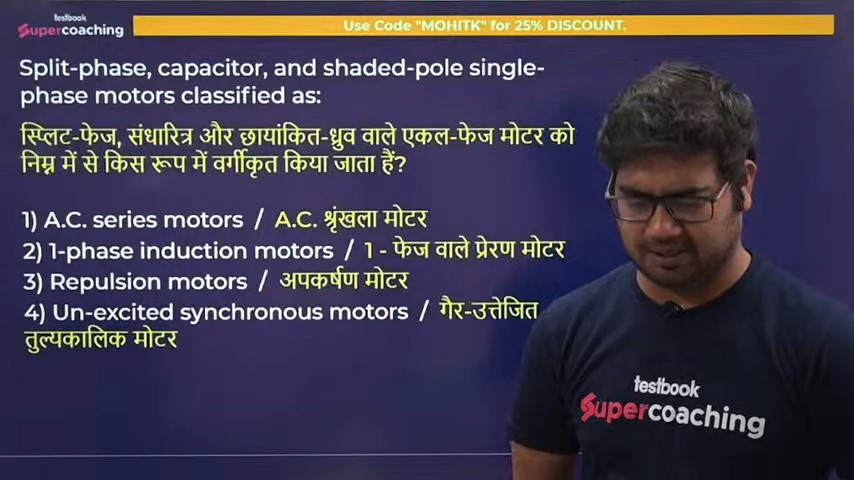 testbook
Supercoaching
Use Code "MOHITK" for 25% DISCOUNT.
Split-phase, capacitor, and shaded-pole single-
phase motors classified as:
स्प्लिट-फेज, संधारित्र और छायांकित-ध्रुव वाले एकल-फेज मोटर को
निम्न में से किस रूप में वर्गीकृत किया जाता हैं?
1) A.C. series motors / A.C. श्रृंखला मोटर
2) 1-phase induction motors / 1 - फेज वाले प्रेरण मोटर
3) Repulsion motors / अपकर्षण मोटर
4) Un-excited synchronous motors / गैर-उत्तेजित
तुल्यकालिक मोटर
testbook
Supercoaching